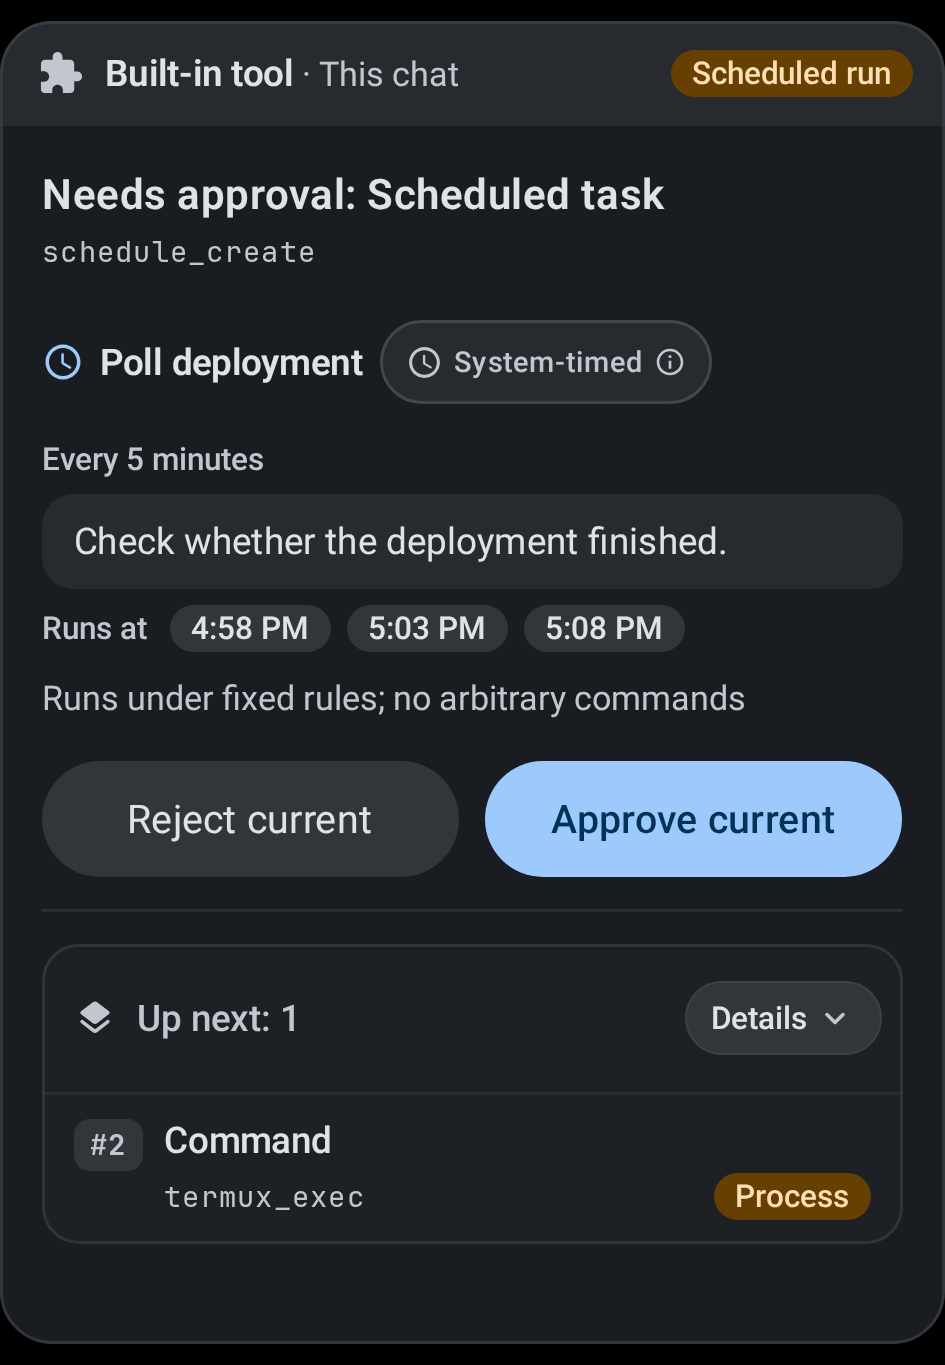 Built-in tool · This chat
Scheduled run
Needs approval: Scheduled task
schedule_create
Poll deployment
System-timed
Every 5 minutes
Check whether the deployment finished.
Runs at 4:58 PM 5:03 PM 5:08 PM
Runs under fixed rules; no arbitrary commands
Reject current
Approve current
Up next: 1
Details
#2 Command
termux_exec
Process